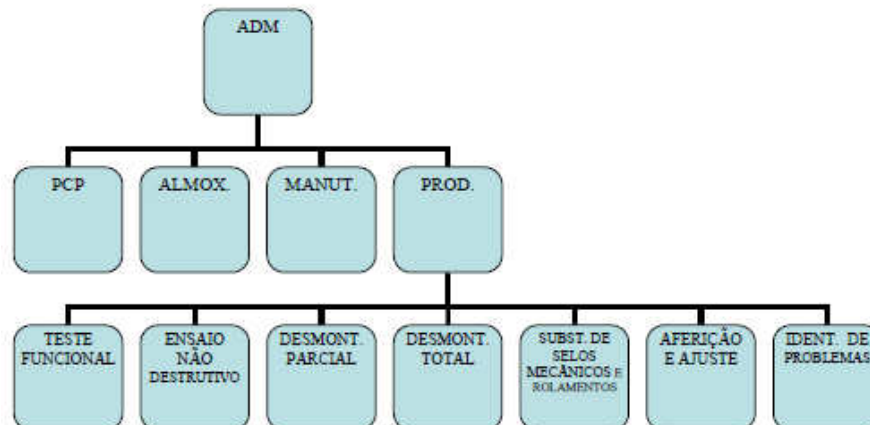 ADM
PCP
ALMOX.
MANUT.
PROD.
TESTE
FUNCIONAL
ENSAIO
NÃO
DESTRUTIVO
DESMONT.
PARCIAL
DESMONT.
TOTAL
SUBST. DE
SELOS
MECÂNICOS E
ROLAMENTOS
AFERIÇÃO
E AJUSTE
IDENT. DE
PROBLEMAS